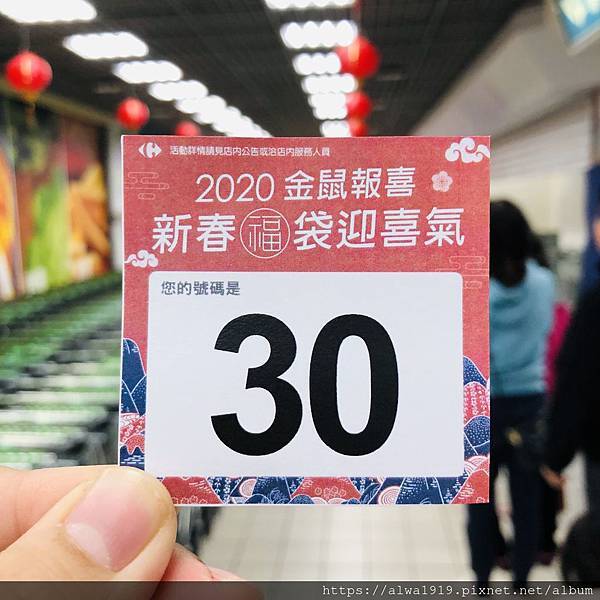 活動詳情請見店內公告或洽店內服務人員
2020 金鼠報喜
新春福袋迎喜氣
您的號碼是
30
https://alwa1919.pixnet.net/album